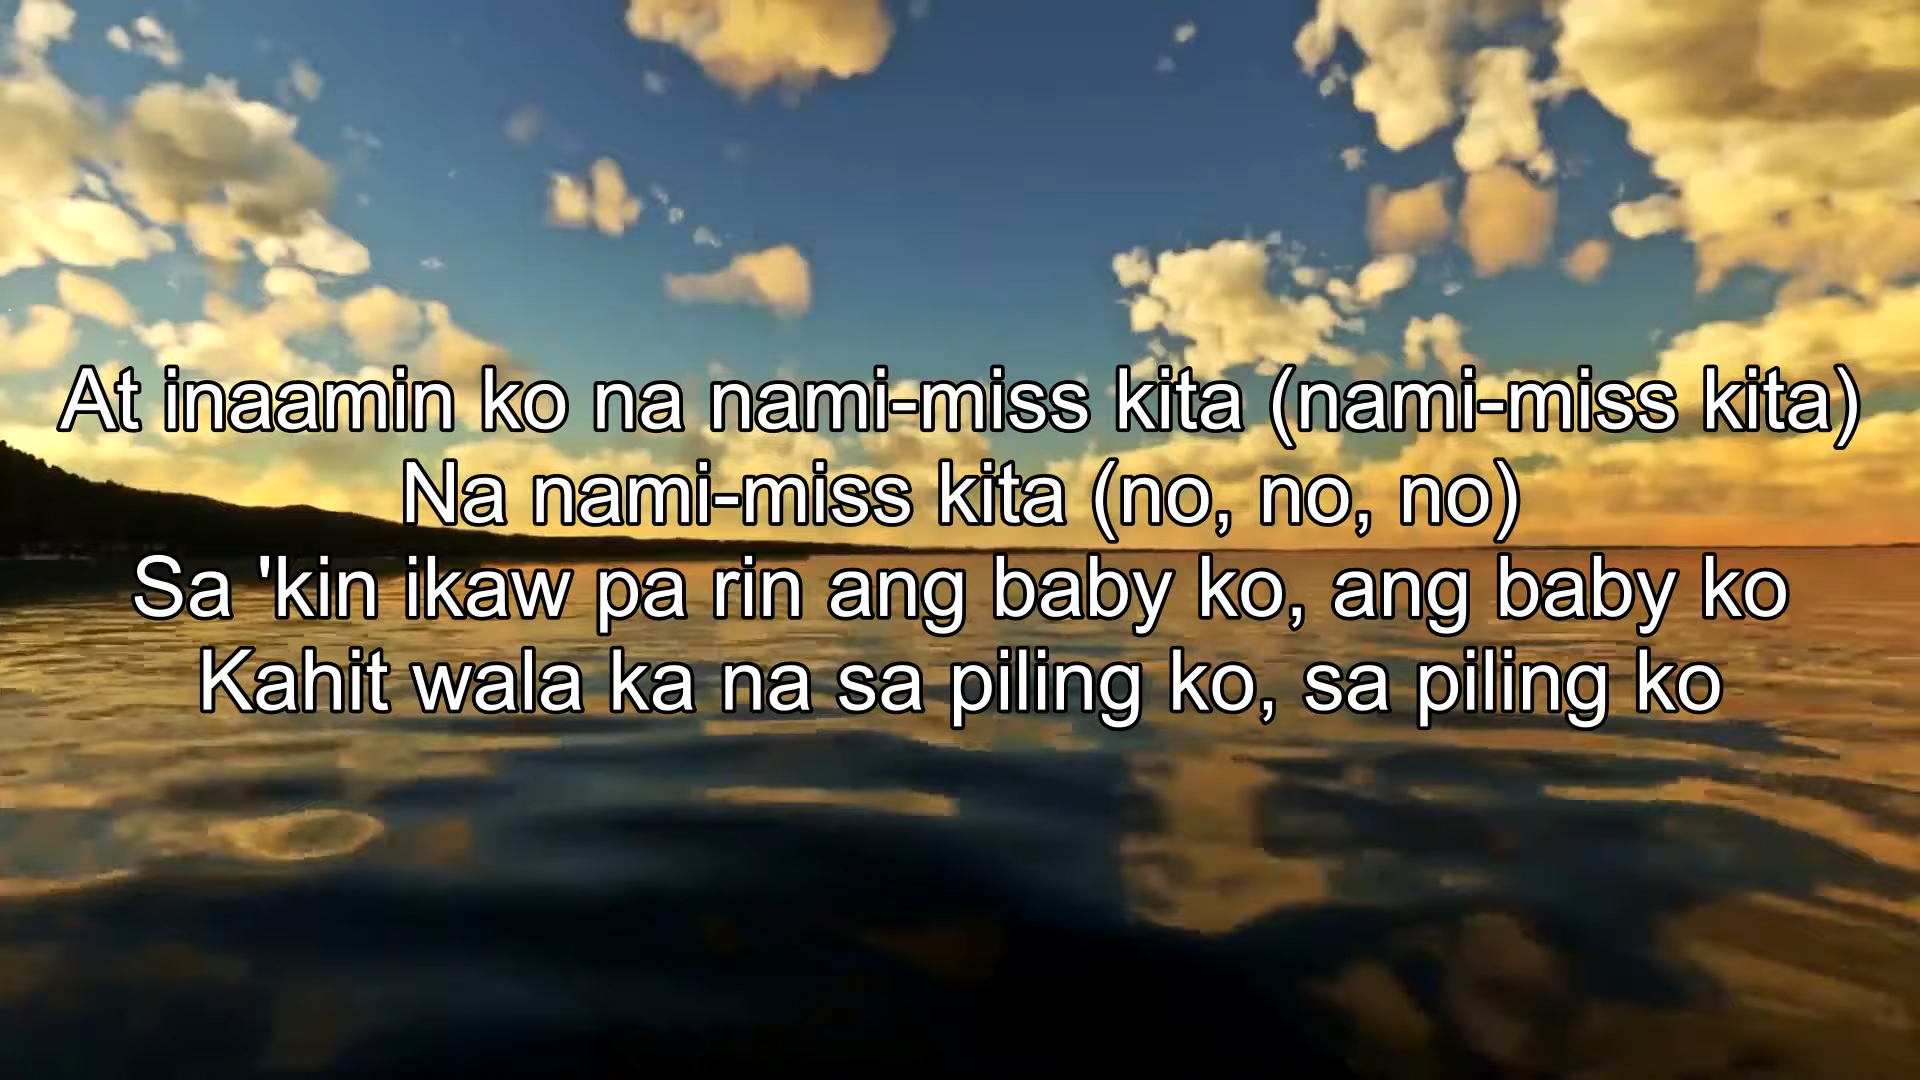 At inaamin ko na nami-miss kita (nami-miss kita)
Na nami-miss kita (no, no, no)
Sa 'kin ikaw pa rin ang baby ko, ang baby ko
Kahit wala ka na sa piling ko, sa piling ko